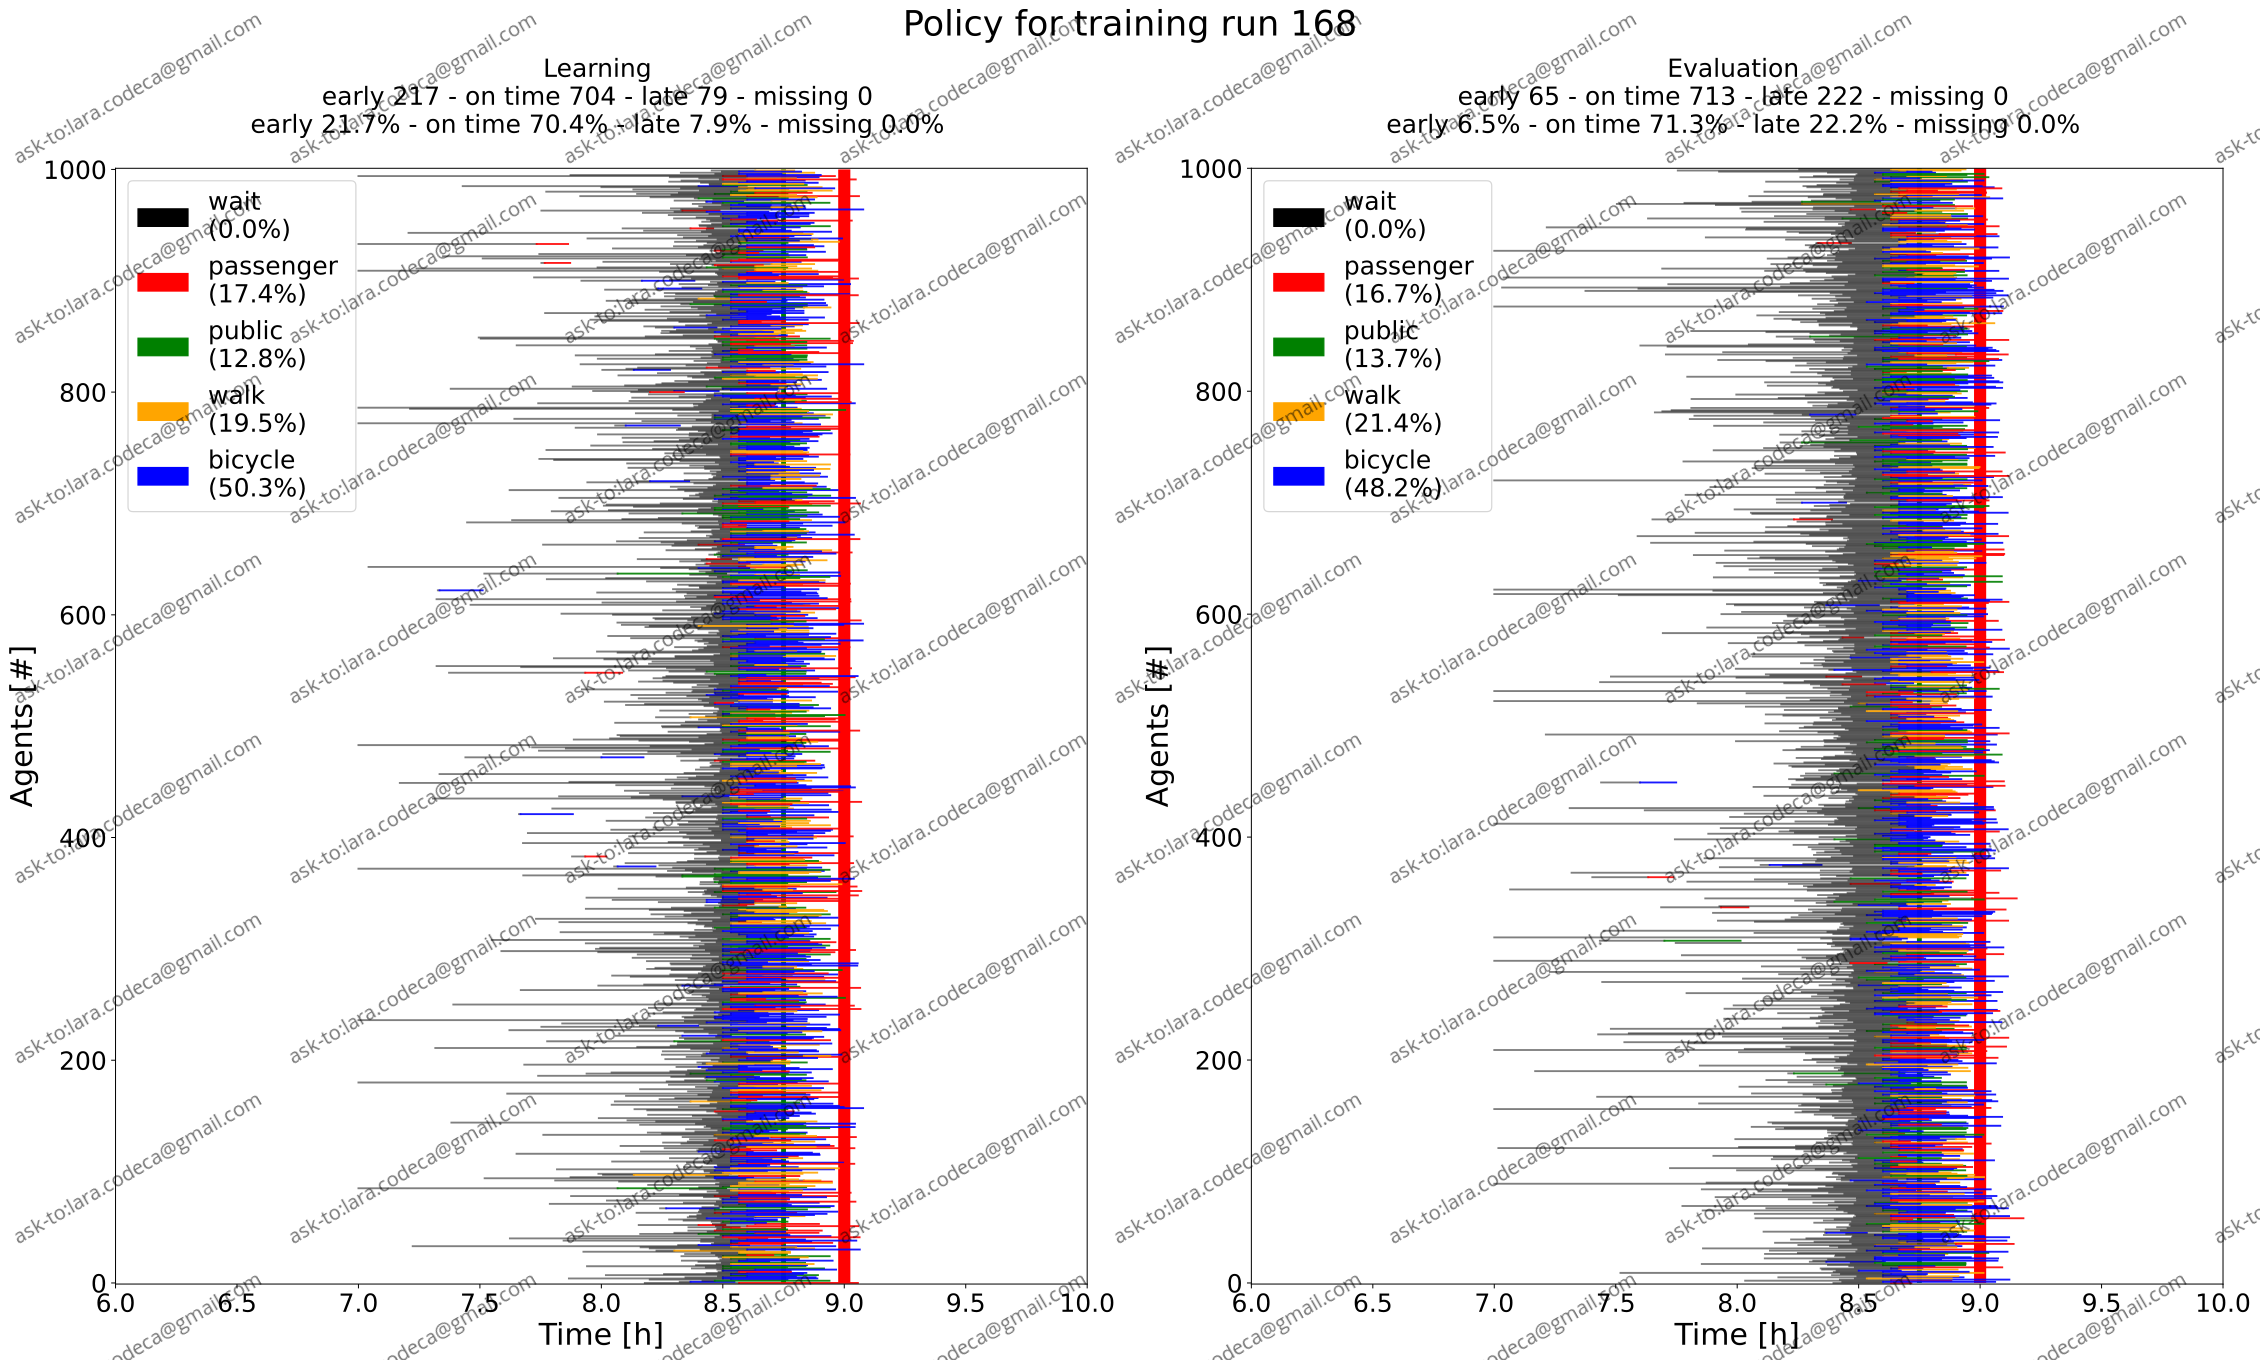 Policy for training run 168
Learning
early 217 - on time 704 - late 79 - missing 0
early 21.7% - on time 70.4% - late 7.9% - missing 0.0%
1000
800
600
400
200
0
Agents [#]
wait
(0.0%)
passenger
(17.4%)
public
(12.8%)
walk
(19.5%)
bicycle
(50.3%)
6.0 6.5 7.0 7.5 8.0 8.5 9.0 9.5 10.0
Time [h]
Evaluation
early 65 - on time 713 - late 222 - missing 0
early 6.5% - on time 71.3% - late 22.2% - missing 0.0%
1000
800
600
400
200
0
Agents [#]
wait
(0.0%)
passenger
(16.7%)
public
(13.7%)
walk
(21.4%)
bicycle
(48.2%)
6.0 6.5 7.0 7.5 8.0 8.5 9.0 9.5 10.0
Time [h]
ask-to:lara.codeca@gmail.com